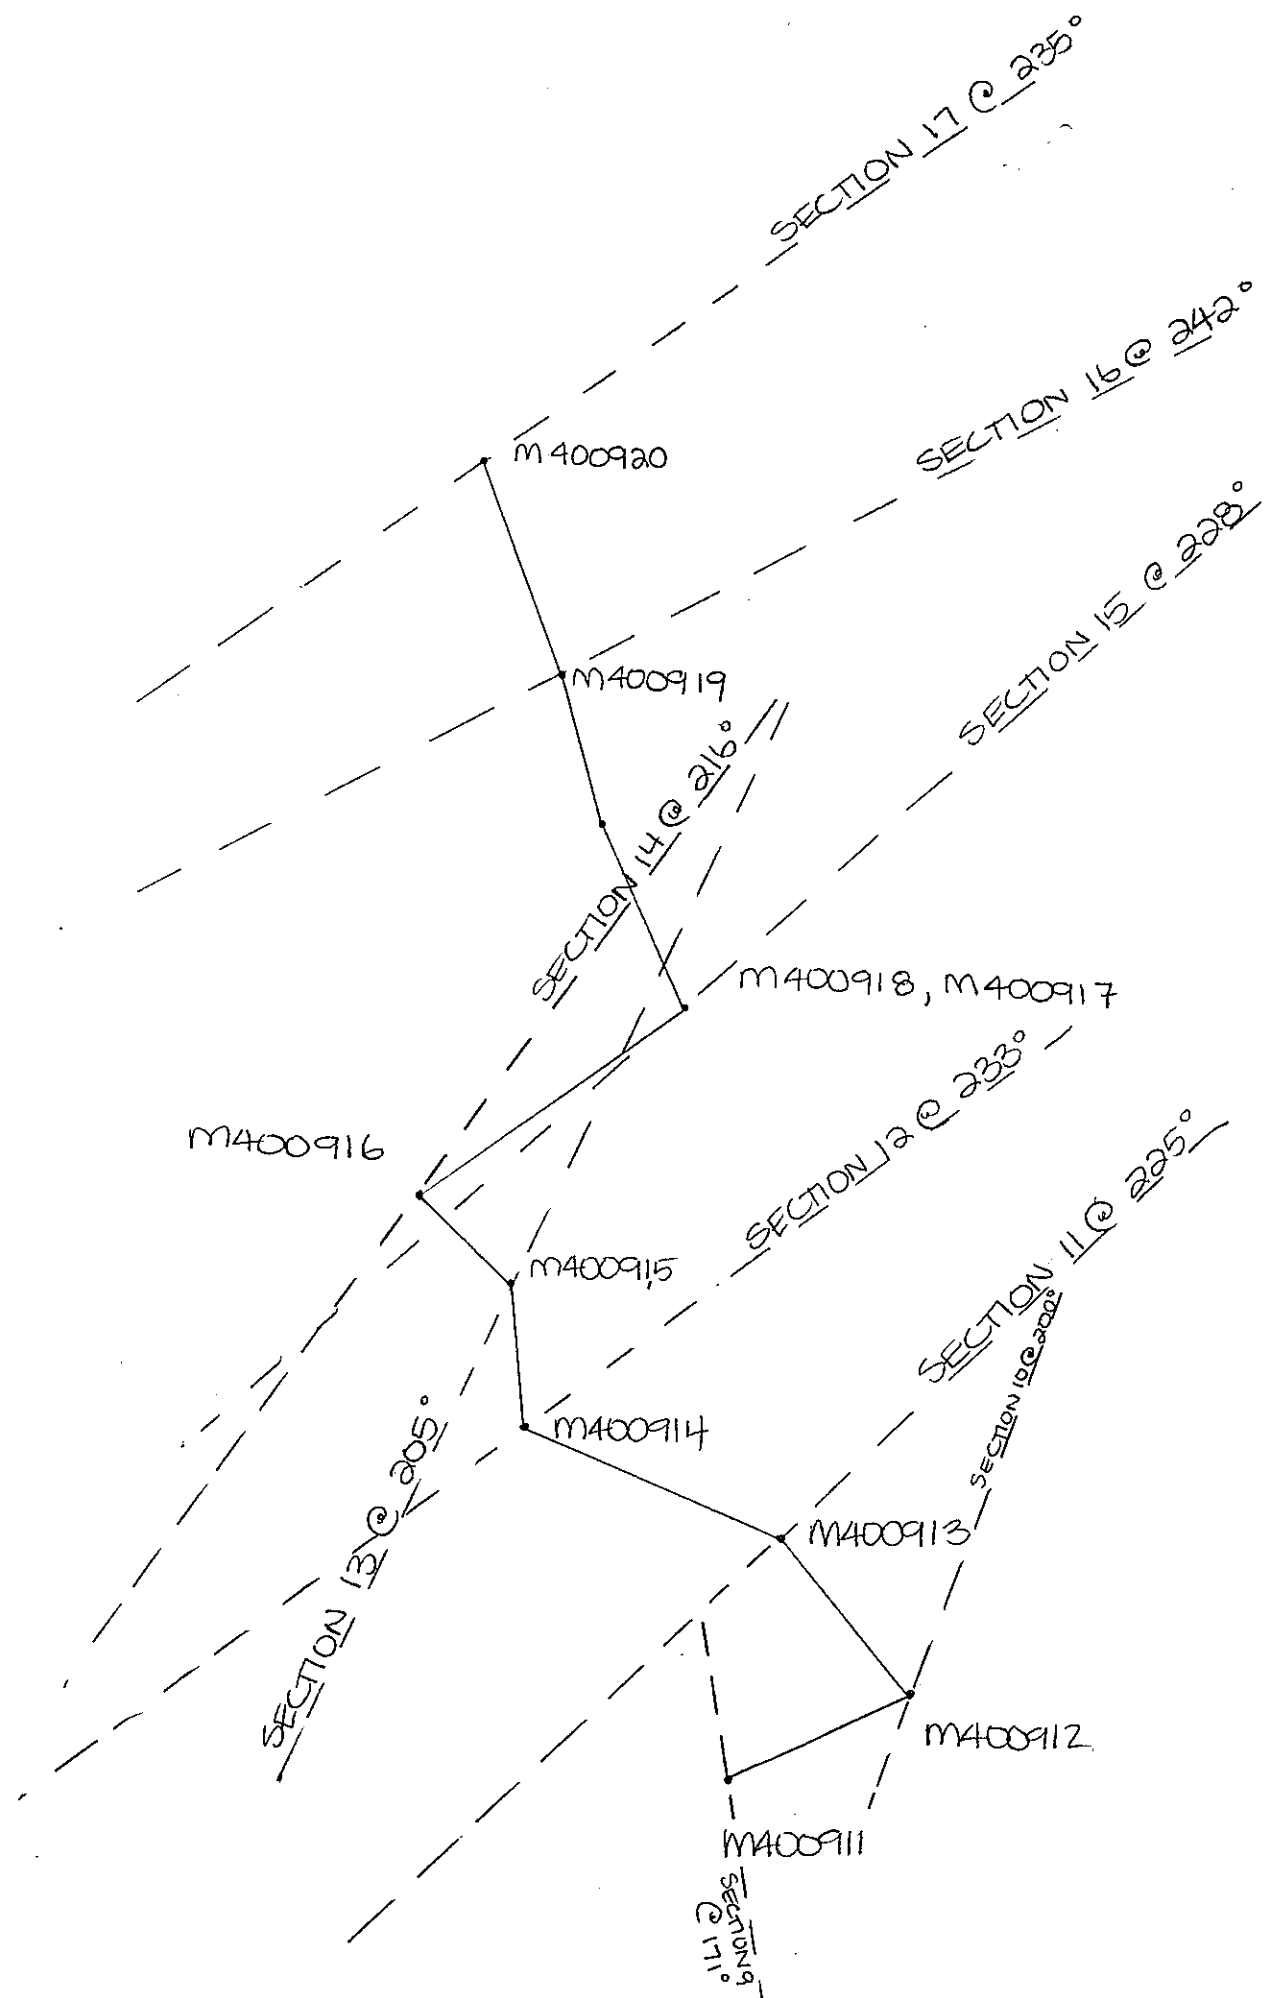 SECTION 17 @ 235°
SECTION 16 @ 242°
M400920
SECTION 15 @ 228°
M400919
SECTION 14 @ 216°
M400918, M400917
SECTION 12 @ 233°
M400916
SECTION 11 @ 225°
M400915
SECTION 10 @ 200°
SECTION 13 @ 205°
M400914
M400913
M400912
M400911
SECTION 9
@ 171°